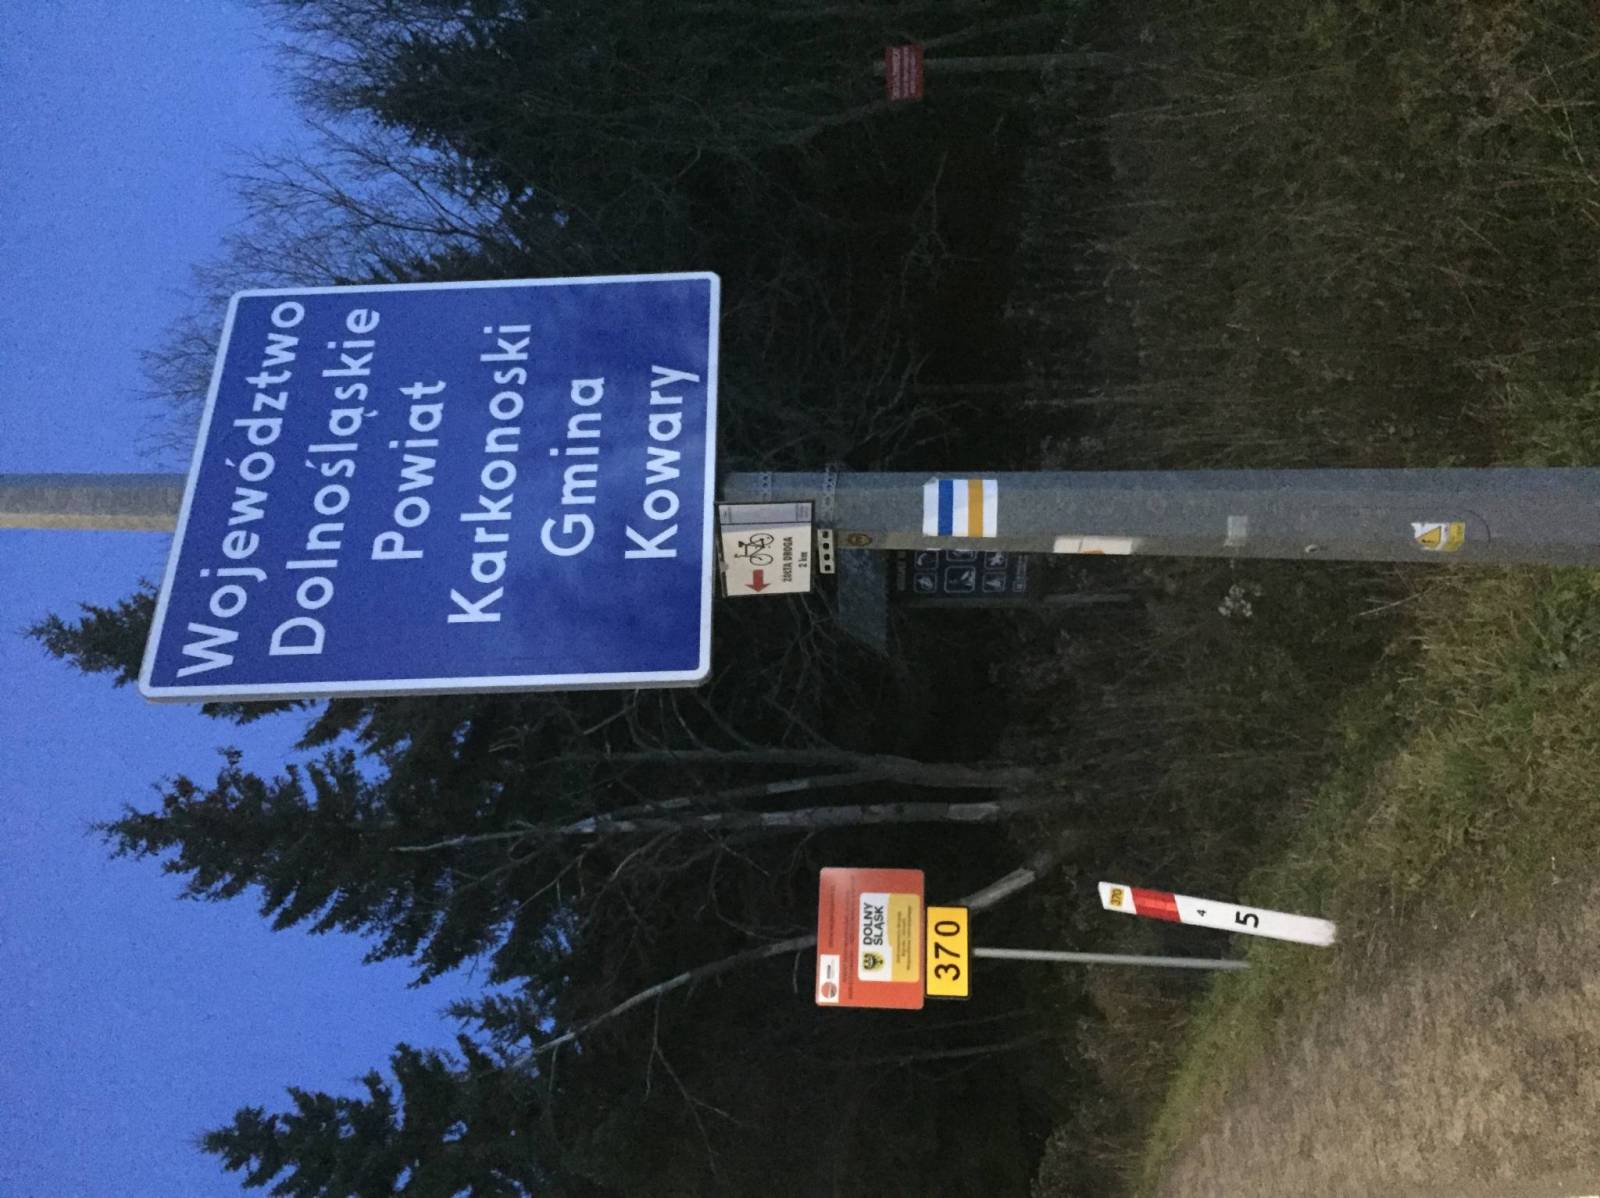 Województwo
Dolnośląskie
Powiat
Karkonoski
Gmina
Kowary
ŻÓŁTA DROGA
2 km
DOLNY
ŚLĄSK
370
370
4
5